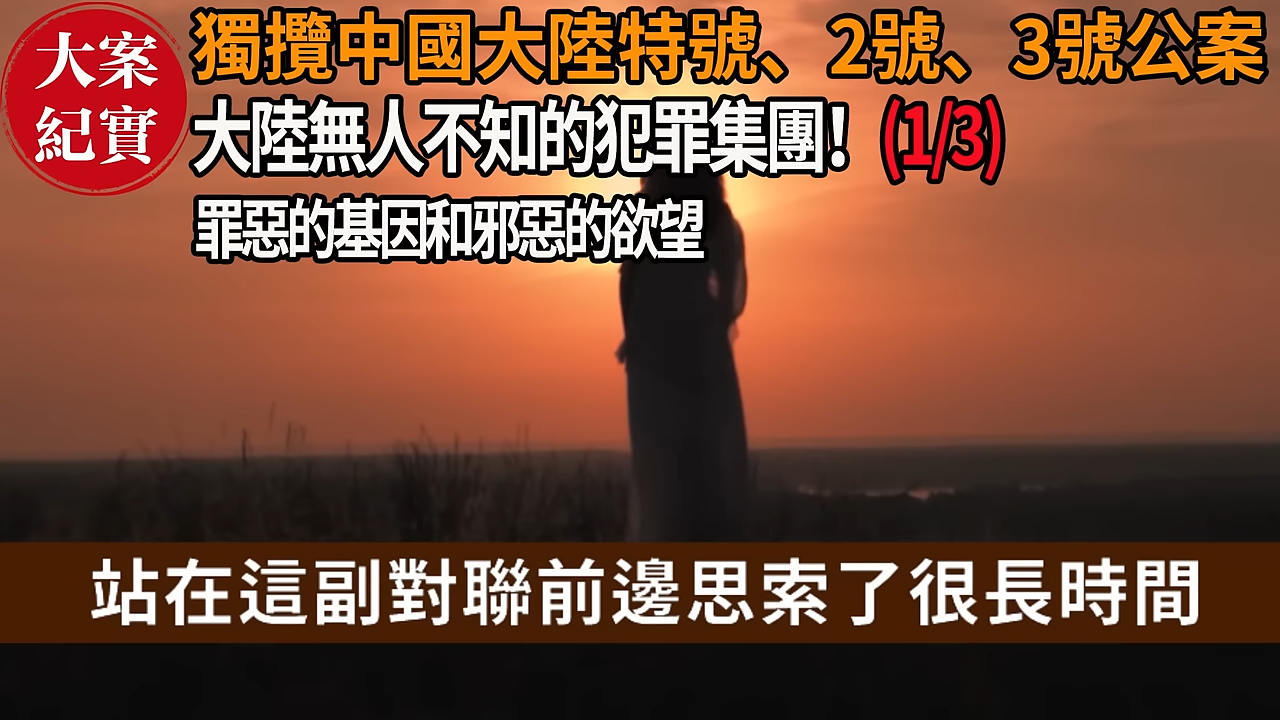 大案
紀實
獨攬中國大陸特號、2號、3號公案
大陸無人不知的犯罪集團！(1/3)
罪惡的基因和邪惡的欲望
站在這副對聯前邊思索了很長時間